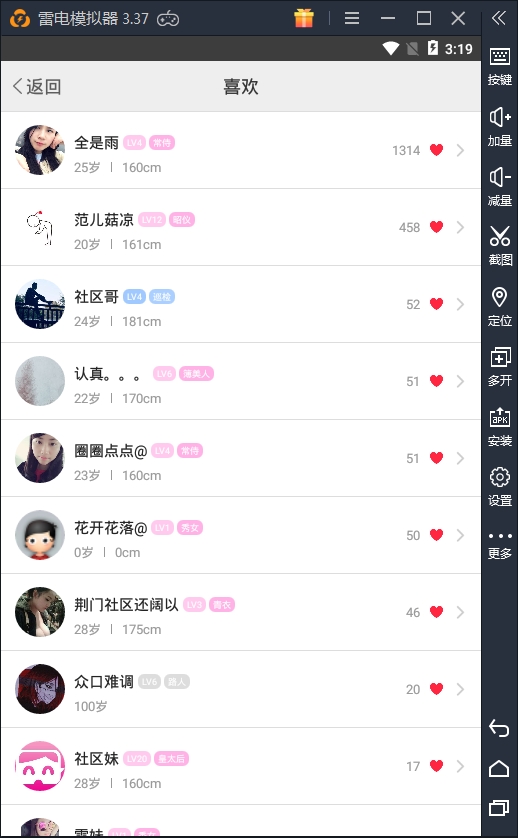 雷电模拟器 3.37
3:19
返回
喜欢
全是雨 LV4 常侍 1314
25岁 | 160cm
范儿菇凉 LV12 昭仪 458
20岁 | 161cm
社区哥 LV4 巡检 52
24岁 | 181cm
认真。。。 LV6 蒲美人 51
22岁 | 170cm
圈圈点点@ LV4 常侍 51
23岁 | 160cm
花开花落@ LV1 秀女 50
0岁 | 0cm
荆门社区还阔以 LV3 青衣 46
28岁 | 175cm
众口难调 LV6 路人 20
100岁
社区妹 LV20 皇太后 17
28岁 | 160cm
按键
加量
减量
截图
定位
多开
APK
安装
设置
更多